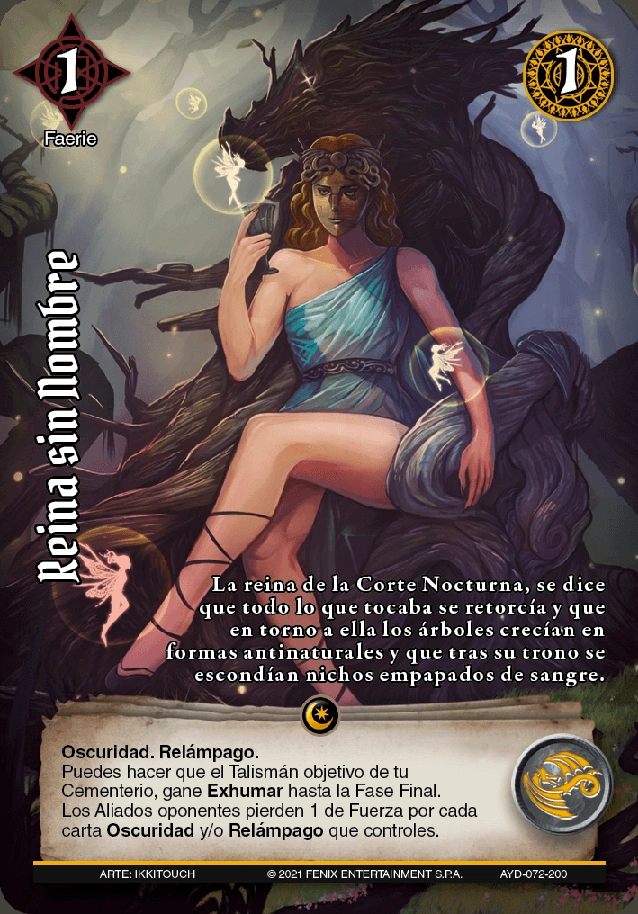 1
1
Faerie
Reina sin Nombre
La reina de la Corte Nocturna, se dice
que todo lo que tocaba se retorcía y que
en torno a ella los árboles crecían en
formas antinaturales y que tras su trono se
escondían nichos empapados de sangre.
Oscuridad. Relámpago.
Puedes hacer que el Talismán objetivo de tu
Cementerio, gane Exhumar hasta la Fase Final.
Los Aliados oponentes pierden 1 de Fuerza por cada
carta Oscuridad y/o Relámpago que controles.
ARTE: IKKITOUCH © 2021 FENIX ENTERTAINMENT S.P.A. AYD-072-200